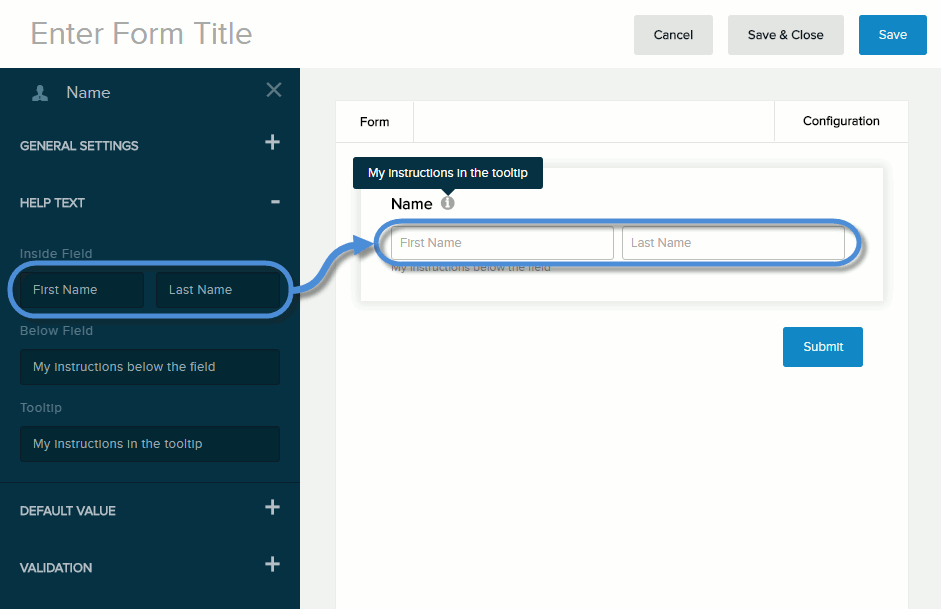 Enter Form Title
Cancel
Save & Close
Save
Name
GENERAL SETTINGS
HELP TEXT
Inside Field
First Name
Last Name
Below Field
My instructions below the field
Tooltip
My instructions in the tooltip
DEFAULT VALUE
VALIDATION
Form
Configuration
My instructions in the tooltip
Name
First Name
Last Name
My instructions below the field
Submit